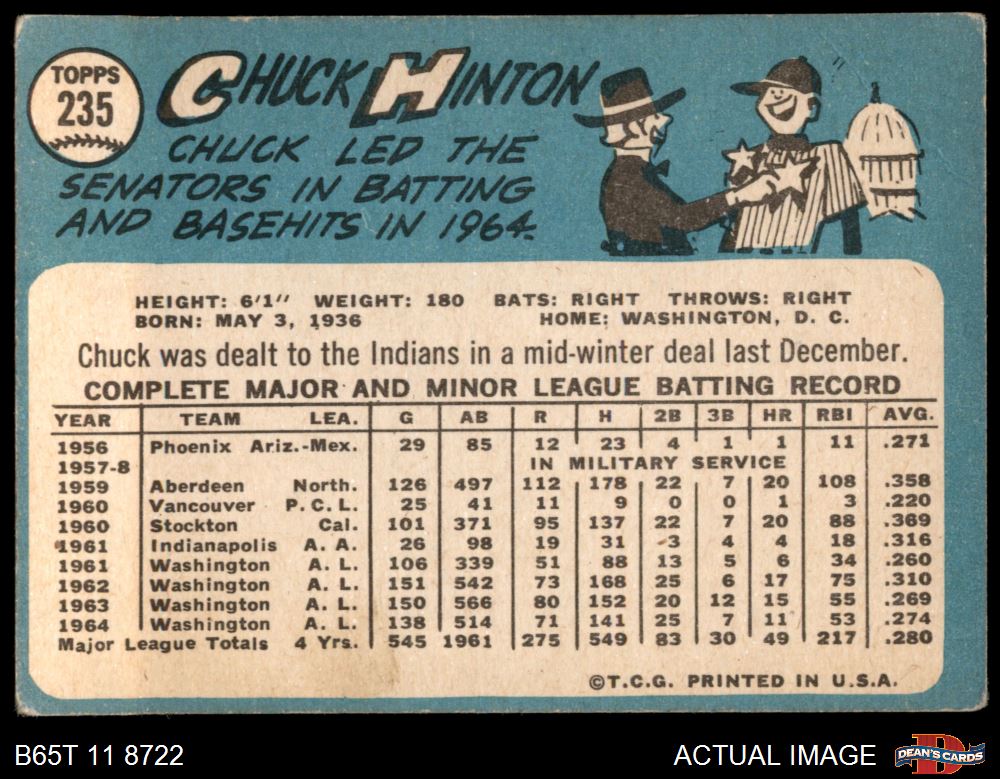 TOPPS
235
CHUCK HINTON
CHUCK LED THE
SENATORS IN BATTING
AND BASEHITS IN 1964.
HEIGHT: 6'1" WEIGHT: 180 BATS: RIGHT THROWS: RIGHT
BORN: MAY 3, 1936 HOME: WASHINGTON, D. C.
Chuck was dealt to the Indians in a mid-winter deal last December.
COMPLETE MAJOR AND MINOR LEAGUE BATTING RECORD
YEAR TEAM LEA. G AB R H 2B 3B HR RBI AVG.
1956 Phoenix Ariz.-Mex. 29 85 12 23 4 1 1 11 .271
1957-8 IN MILITARY SERVICE
1959 Aberdeen North. 126 497 112 178 22 7 20 108 .358
1960 Vancouver P. C. L. 25 41 11 9 0 0 1 3 .220
1960 Stockton Cal. 101 371 95 137 22 7 20 88 .369
1961 Indianapolis A. A. 26 98 19 31 3 4 4 18 .316
1961 Washington A. L. 106 339 51 88 13 5 6 34 .260
1962 Washington A. L. 151 542 73 168 25 6 17 75 .310
1963 Washington A. L. 150 566 80 152 20 12 15 55 .269
1964 Washington A. L. 138 514 71 141 25 7 11 53 .274
Major League Totals 4 Yrs. 545 1961 275 549 83 30 49 217 .280
©T.C.G. PRINTED IN U.S.A.
B65T 11 8722 ACTUAL IMAGE D DEAN'S CARDS